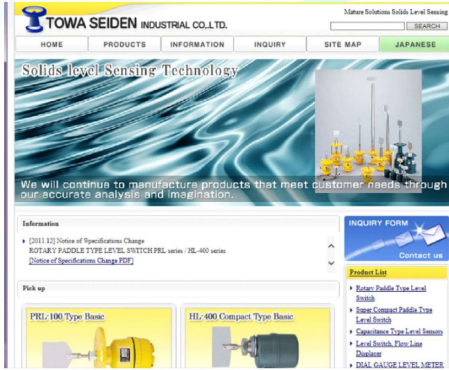 TOWA SEIDEN INDUSTRIAL CO.,LTD.
Mature Solutions Solids Level Sensing
SEARCH
HOME PRODUCTS INFORMATION INQUIRY SITE MAP JAPANESE
Solids level Sensing Technology
We will continue to manufacture products that meet customer needs through
our accurate analysis and imagination.
Information
[2011.12] Notice of Specifications Change
ROTARY PADDLE TYPE LEVEL SWITCH PRL series / HL-400 series
[Notice of Specifications Change PDF]
INQUIRY FORM
Contact us
Pick up
PRL-100 Type Basic
HL-400 Compact Type Basic
Product List
Rotary Paddle Type Level
Switch
Super Compact Paddle Type
Level Switch
Capacitance Type Level Sensors
Level Switch, Flow Line
Displacer
DIAL GAUGE LEVEL METER